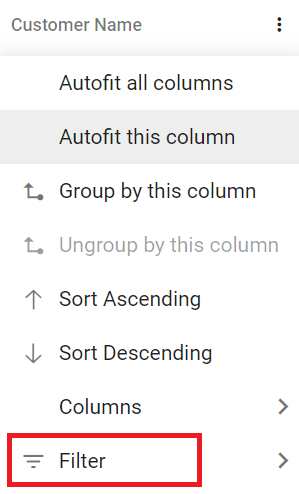 Customer Name
Autofit all columns
Autofit this column
Group by this column
Ungroup by this column
Sort Ascending
Sort Descending
Columns
Filter